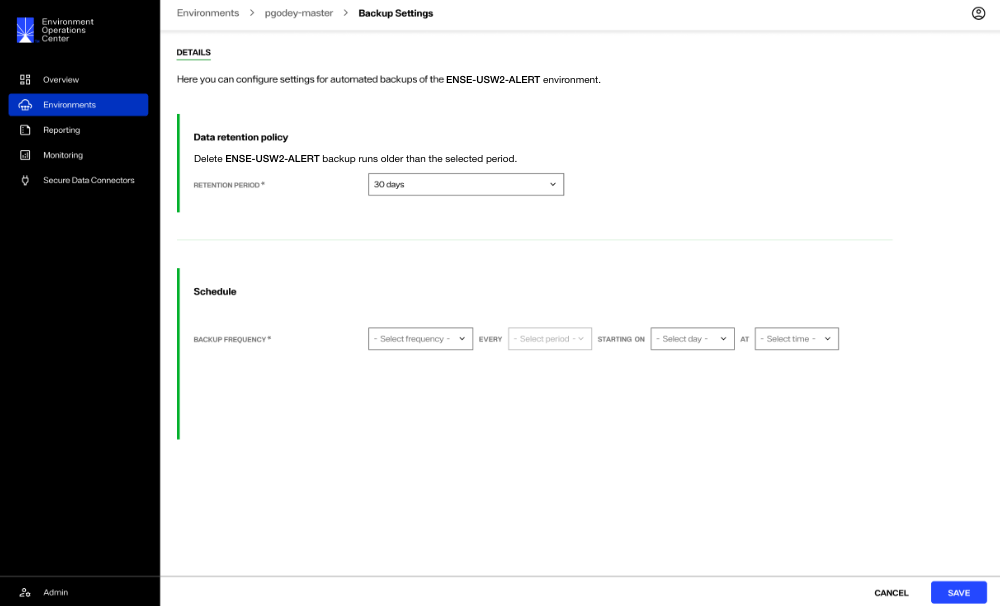 Environment
Operations
Center
Environments > pgodey-master > Backup Settings
Overview
Environments
Reporting
Monitoring
Secure Data Connectors
Admin
DETAILS
Here you can configure settings for automated backups of the ENSE-USW2-ALERT environment.
Data retention policy
Delete ENSE-USW2-ALERT backup runs older than the selected period.
RETENTION PERIOD * 30 days
Schedule
BACKUP FREQUENCY * - Select frequency - EVERY - Select period - STARTING ON - Select day - AT - Select time -
CANCEL SAVE